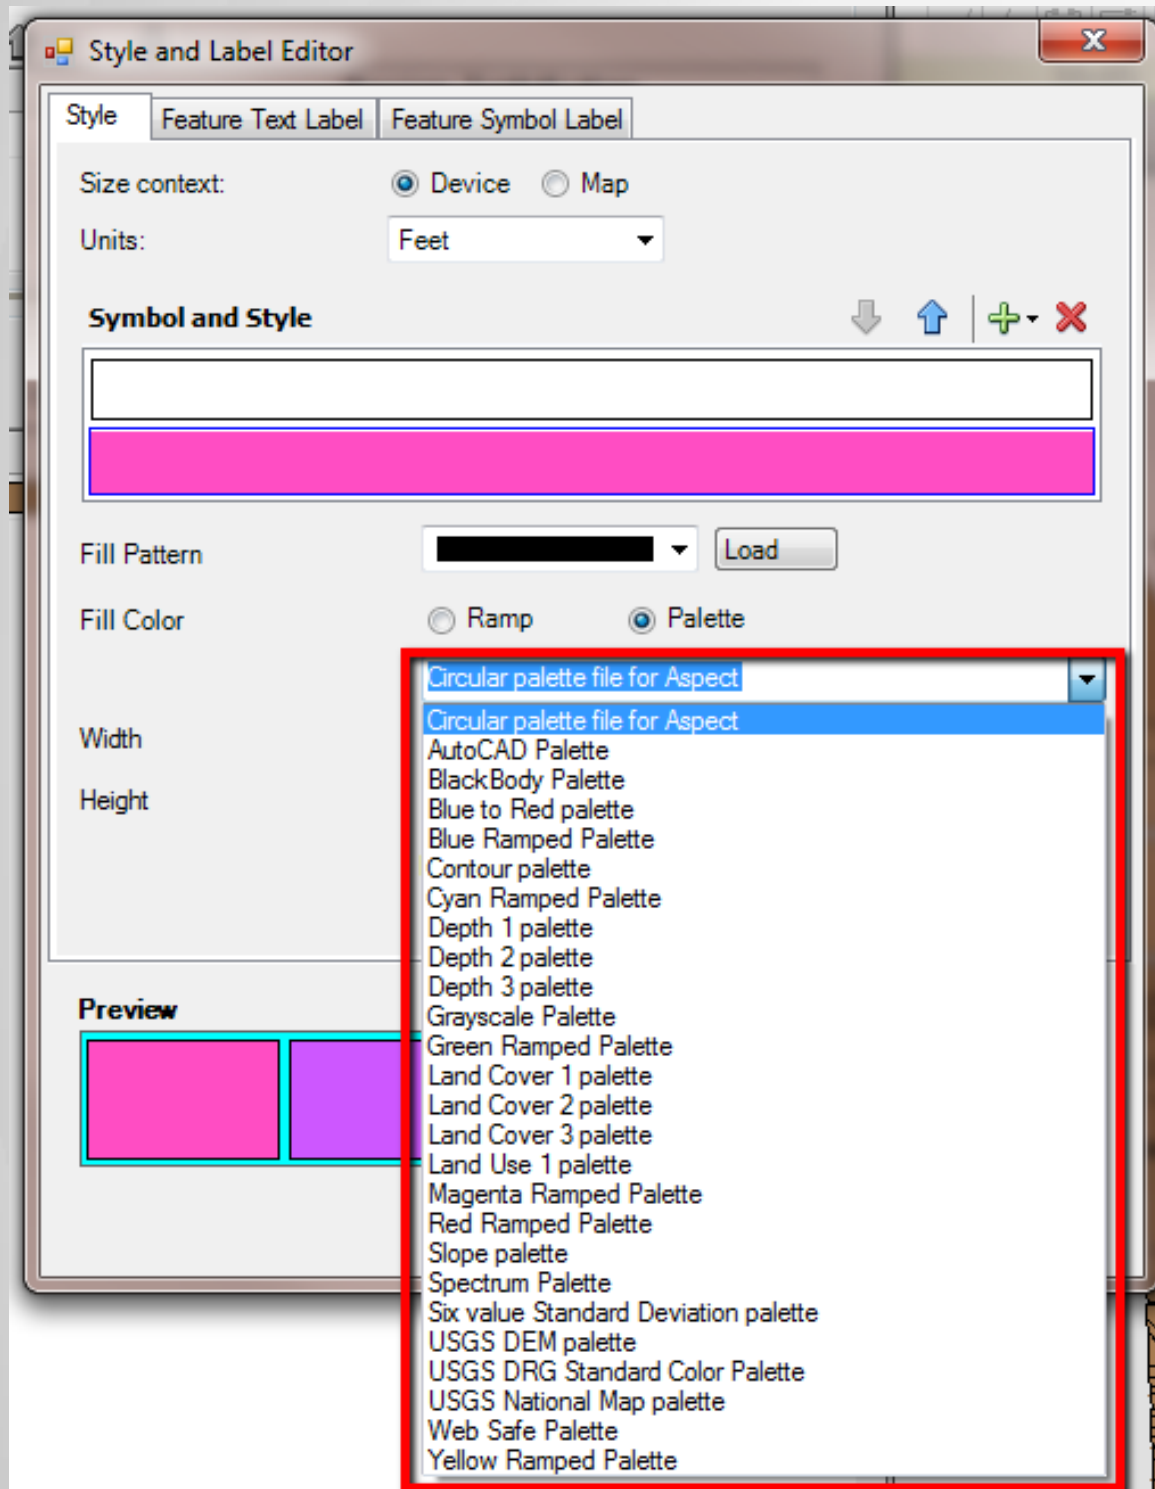 Style and Label Editor
Style Feature Text Label Feature Symbol Label
Size context: Device Map
Units: Feet
Symbol and Style
Fill Pattern Load
Fill Color Ramp Palette
Circular palette file for Aspect
Circular palette file for Aspect
Width
AutoCAD Palette
BlackBody Palette
Height
Blue to Red palette
Blue Ramped Palette
Contour palette
Cyan Ramped Palette
Depth 1 palette
Depth 2 palette
Depth 3 palette
Preview
Grayscale Palette
Green Ramped Palette
Land Cover 1 palette
Land Cover 2 palette
Land Cover 3 palette
Land Use 1 palette
Magenta Ramped Palette
Red Ramped Palette
Slope palette
Spectrum Palette
Six value Standard Deviation palette
USGS DEM palette
USGS DRG Standard Color Palette
USGS National Map palette
Web Safe Palette
Yellow Ramped Palette